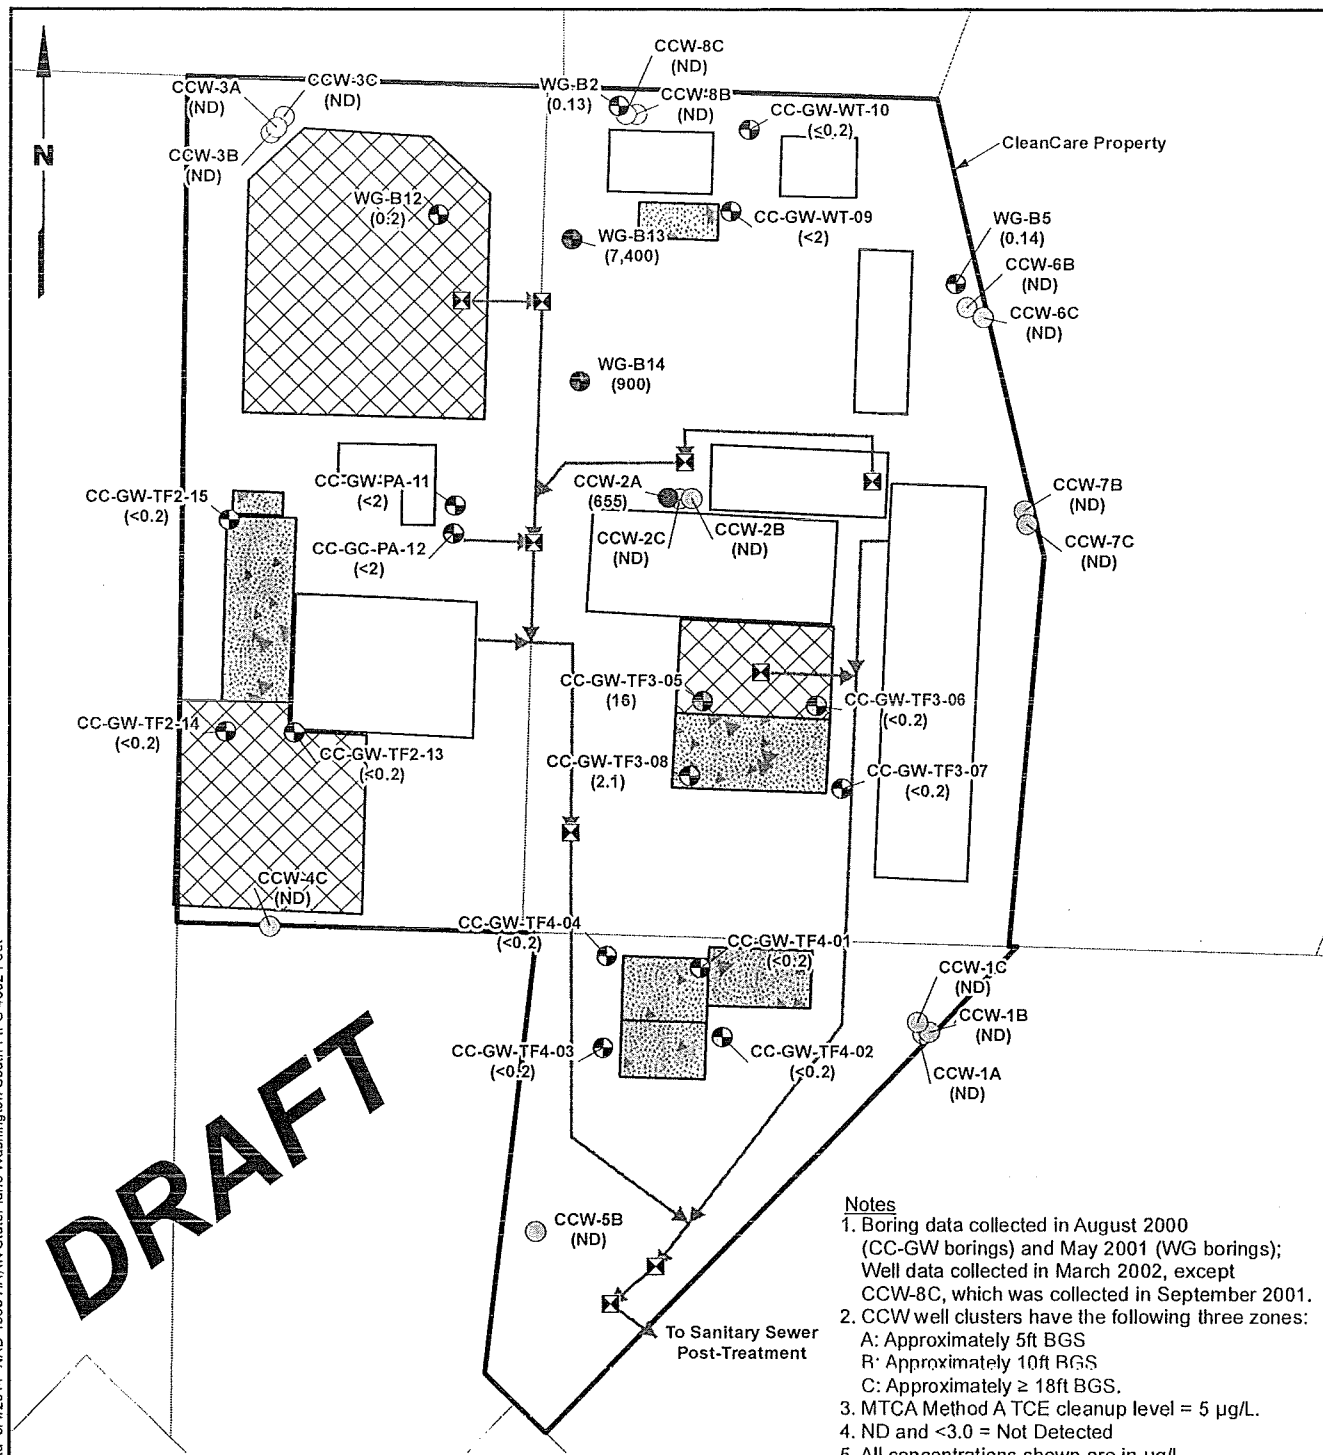 CCW-8C
(ND)
CCW-3A
(ND)
CCW-3C
(ND)
WG-B2
(0.13)
CCW-8B
(ND)
CC-GW-WT-10
(<0.2)
CleanCare Property
N
CCW-3B
(ND)
WG-B12
(0.2)
CC-GW-WT-09
(<2)
WG-B13
(7,400)
WG-B5
(0.14)
CCW-6B
(ND)
CCW-6C
(ND)
WG-B14
(900)
CC-GW-PA-11
(<2)
CCW-2A
(655)
CC-GW-TF2-15
(<0.2)
CCW-7B
(ND)
CC-GC-PA-12
(<2)
CCW-2C
(ND)
CCW-2B
(ND)
CCW-7C
(ND)
CC-GW-TF3-05
(16)
CC-GW-TF3-06
(<0.2)
CC-GW-TF2-14
(<0.2)
CC-GW-TF2-13
(<0.2)
CC-GW-TF3-08
(2.1)
CC-GW-TF3-07
(<0.2)
CCW-4C
(ND)
CC-GW-TF4-04
(<0.2)
CC-GW-TF4-01
(<0.2)
CCW-1C
(ND)
CCW-1B
(ND)
CC-GW-TF4-03
(<0.2)
CC-GW-TF4-02
(<0.2)
CCW-1A
(ND)
DRAFT
CCW-5B
(ND)
To Sanitary Sewer
Post-Treatment
Notes
1. Boring data collected in August 2000
(CC-GW borings) and May 2001 (WG borings);
Well data collected in March 2002, except
CCW-8C, which was collected in September 2001.
2. CCW well clusters have the following three zones:
A: Approximately 5ft BGS
B: Approximately 10ft BGS
C: Approximately ≥ 18ft BGS.
3. MTCA Method A TCE cleanup level = 5 µg/L.
4. ND and <3.0 = Not Detected
5. All concentrations shown are in µg/L